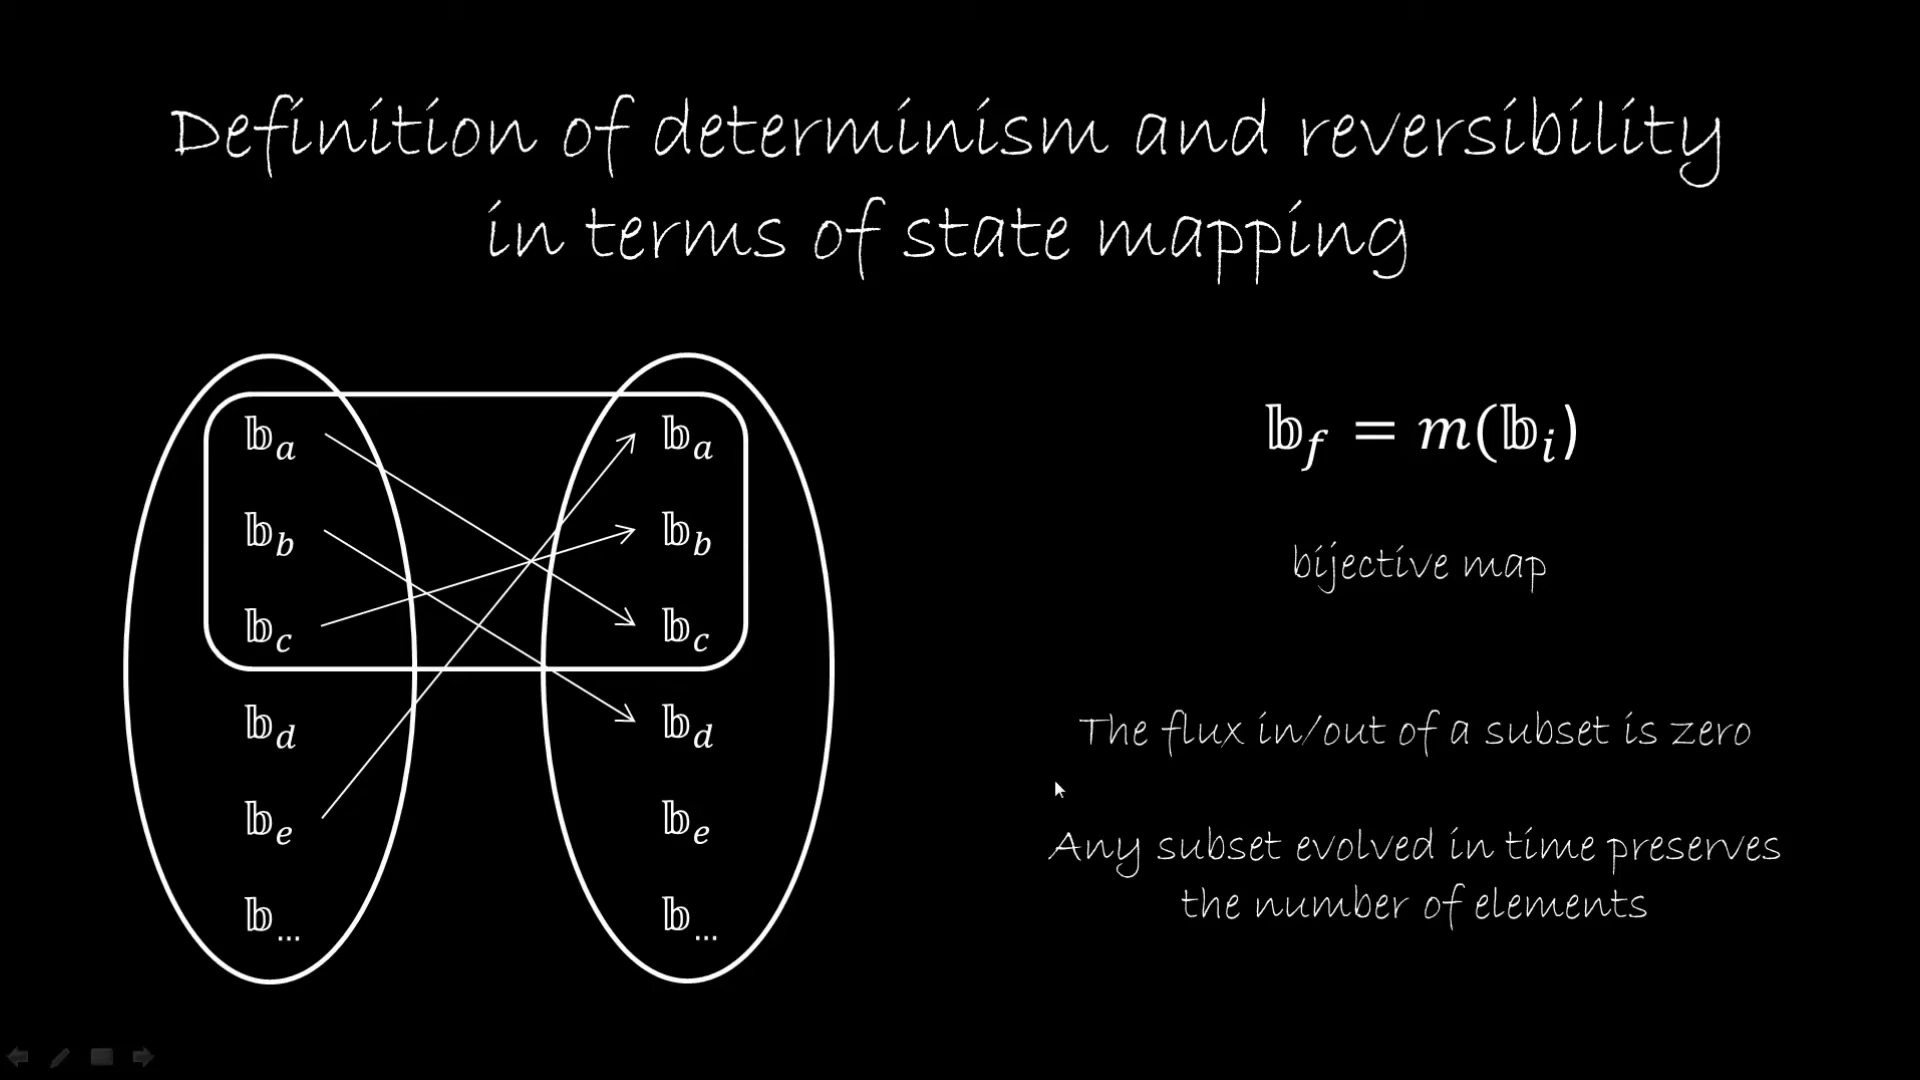 Definition of determinism and reversibility
in terms of state mapping
𝕓a 𝕓a
𝕓b 𝕓b
𝕓c 𝕓c
𝕓d 𝕓d
𝕓e 𝕓e
𝕓... 𝕓...
𝕓f = m(𝕓i)
bijective map
The flux in/out of a subset is zero
Any subset evolved in time preserves
the number of elements